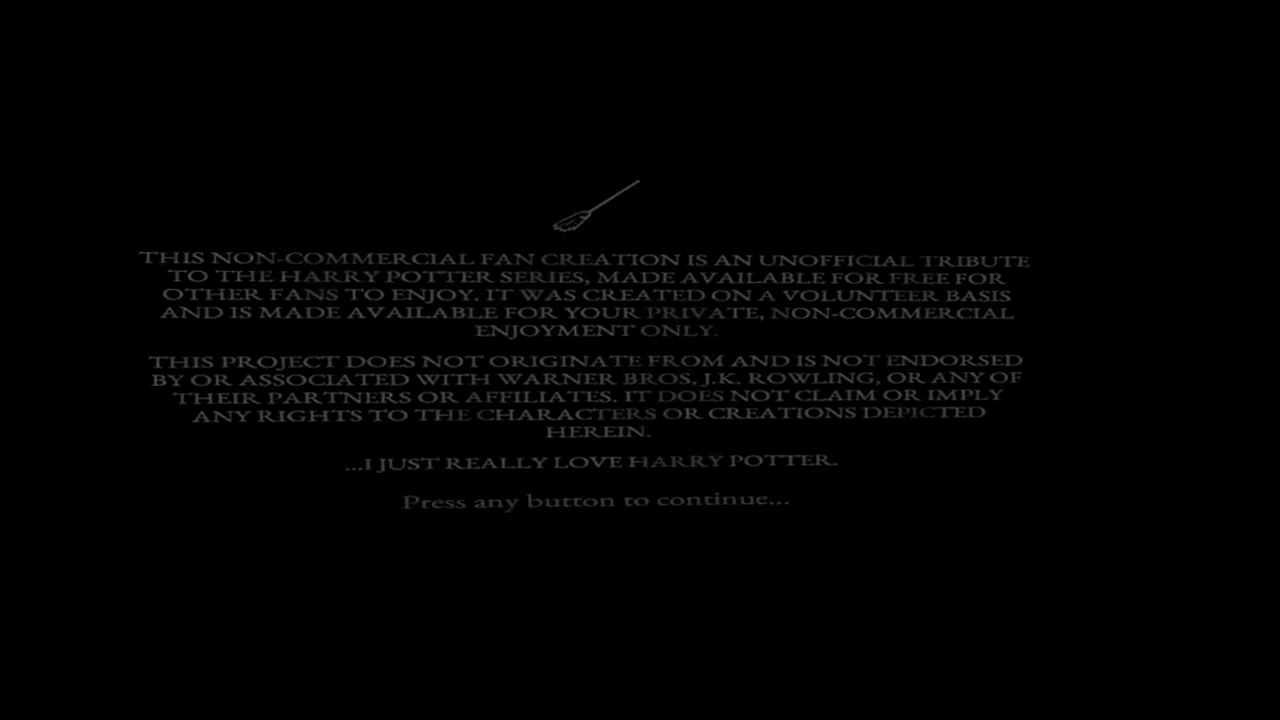 THIS NON-COMMERCIAL FAN CREATION IS AN UNOFFICIAL TRIBUTE
TO THE HARRY POTTER SERIES, MADE AVAILABLE FOR FREE FOR
OTHER FANS TO ENJOY. IT WAS CREATED ON A VOLUNTEER BASIS
AND IS MADE AVAILABLE FOR YOUR PRIVATE, NON-COMMERCIAL
ENJOYMENT ONLY.
THIS PROJECT DOES NOT ORIGINATE FROM AND IS NOT ENDORSED
BY OR ASSOCIATED WITH WARNER BROS, J.K. ROWLING, OR ANY OF
THEIR PARTNERS OR AFFILIATES. IT DOES NOT CLAIM OR IMPLY
ANY RIGHTS TO THE CHARACTERS OR CREATIONS DEPICTED
HEREIN.
...I JUST REALLY LOVE HARRY POTTER.
Press any button to continue...